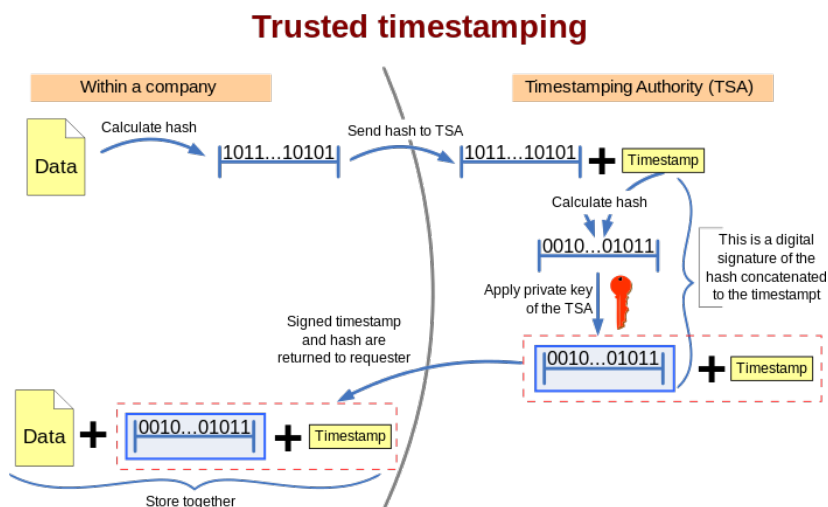 Trusted timestamping
Within a company
Timestamping Authority (TSA)
Data
Calculate hash
1011...10101
Send hash to TSA
1011...10101
+
Timestamp
Calculate hash
0010...01011
This is a digital
signature of the
hash concatenated
to the timestampt
Apply private key
of the TSA
Signed timestamp
and hash are
returned to requester
0010...01011
+
Timestamp
Data
+
0010...01011
+
Timestamp
Store together